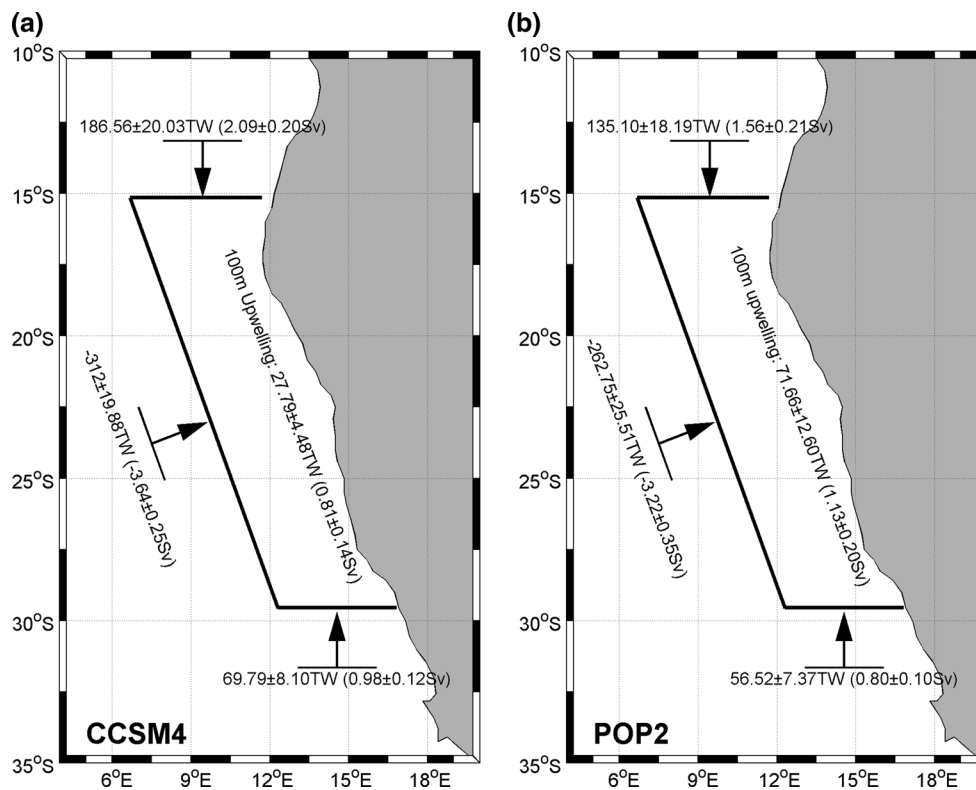 (a)
10°S
15°S
20°S
25°S
30°S
35°S
186.56±20.03TW (2.09±0.20Sv)
100m Upwelling: 27.79±4.48TW (0.81±0.14Sv)
-312±19.88TW (-3.64±0.25Sv)
69.79±8.10TW (0.98±0.12Sv)
CCSM4
6°E 9°E 12°E 15°E 18°E
(b)
10°S
15°S
20°S
25°S
30°S
35°S
135.10±18.19TW (1.56±0.21Sv)
100m upwelling: 71.66±12.60TW (1.13±0.20Sv)
-262.75±25.51TW (-3.22±0.35Sv)
56.52±7.37TW (0.80±0.10Sv)
POP2
6°E 9°E 12°E 15°E 18°E